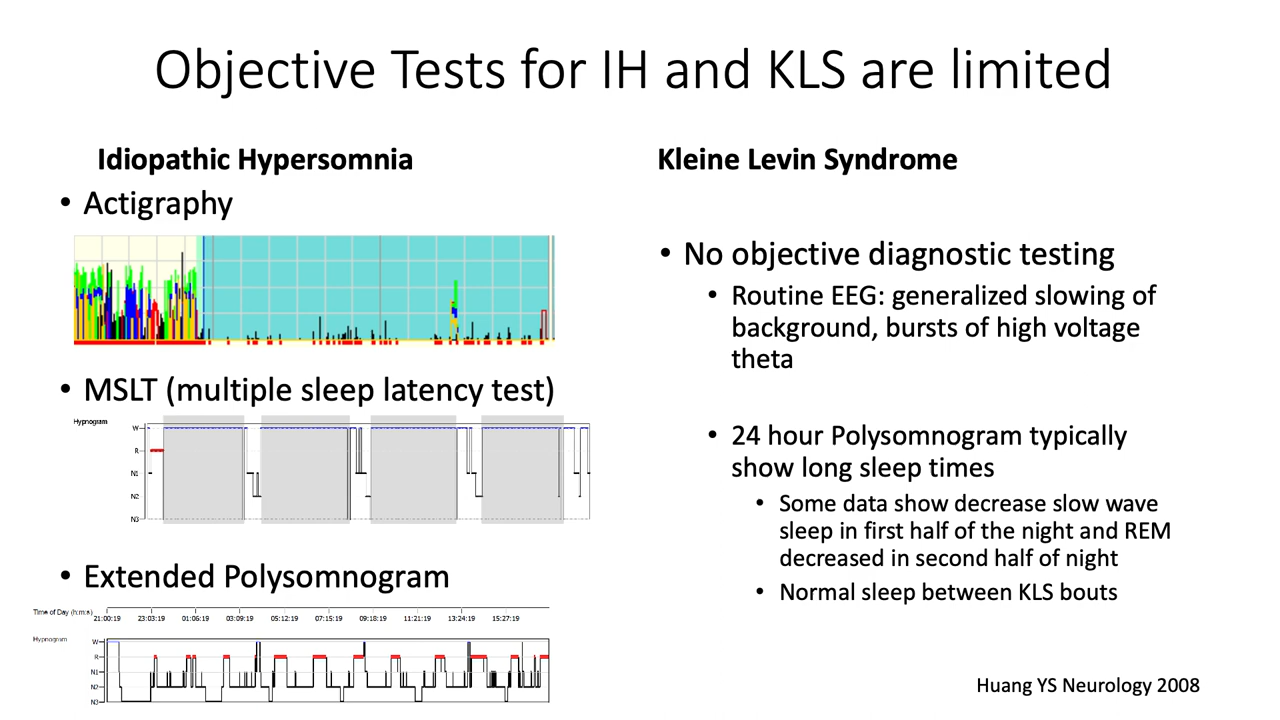 Objective Tests for IH and KLS are limited
Idiopathic Hypersomnia
• Actigraphy
• MSLT (multiple sleep latency test)
Hypnogram
W
R
N1
N2
N3
• Extended Polysomnogram
Time of Day (h:m:s)
21:00:19 23:03:19 01:06:19 03:09:19 05:12:19 07:15:19 09:18:19 11:21:19 13:24:19 15:27:19
Hypnogram
W
R
N1
N2
N3
Kleine Levin Syndrome
• No objective diagnostic testing
• Routine EEG: generalized slowing of
background, bursts of high voltage
theta
• 24 hour Polysomnogram typically
show long sleep times
• Some data show decrease slow wave
sleep in first half of the night and REM
decreased in second half of night
• Normal sleep between KLS bouts
Huang YS Neurology 2008